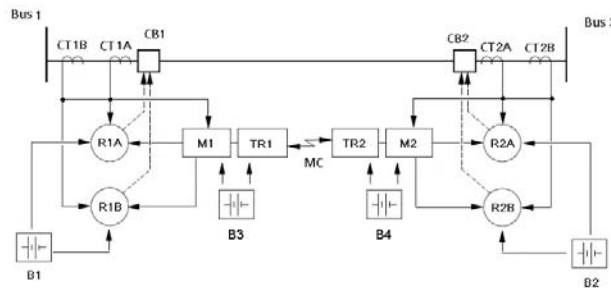 Bus 1
Bus 2
CT1B
CT1A
CB1
CB2
CT2A
CT2B
R1A
M1
TR1
MC
TR2
M2
R2A
R1B
R2B
B3
B4
B1
B2